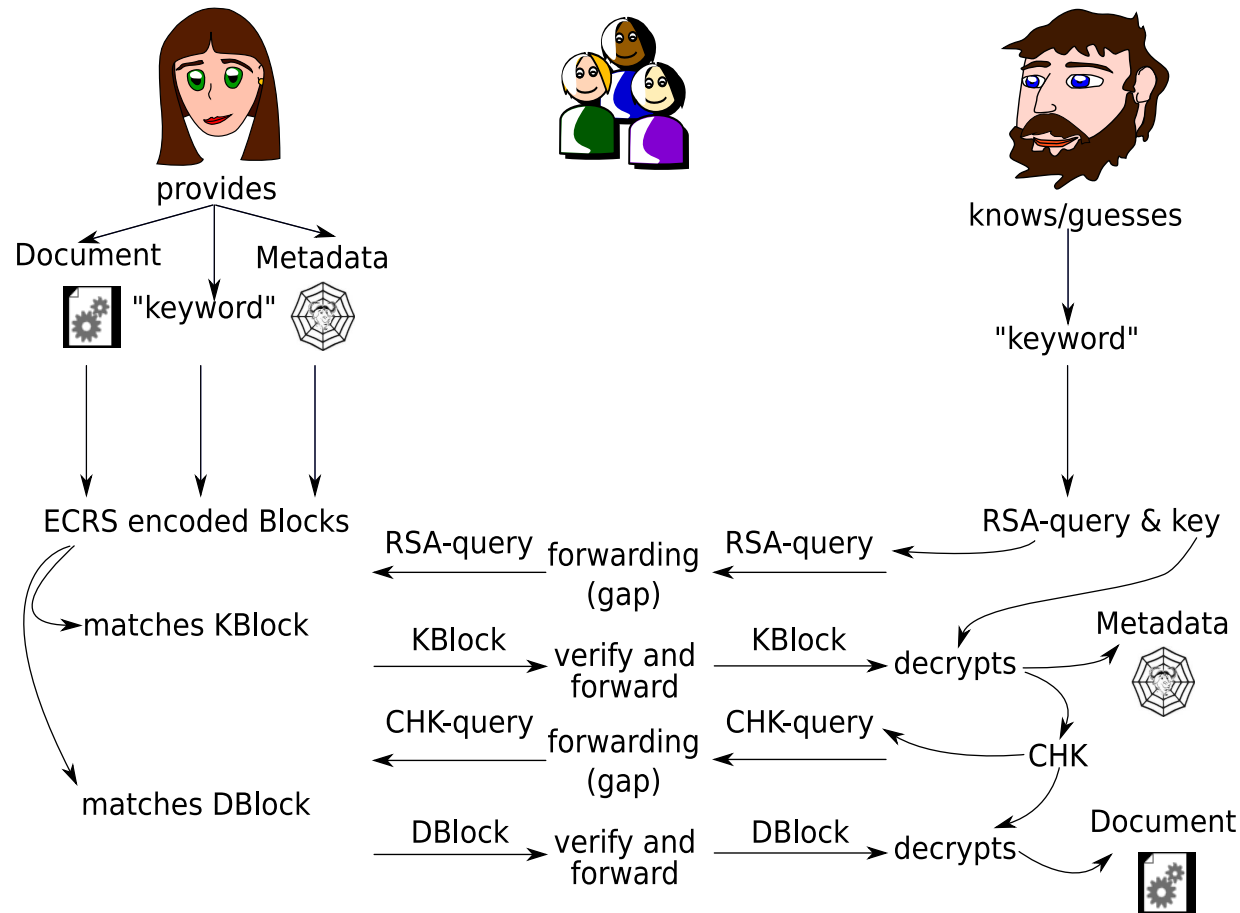 provides
knows/guesses
Document
Metadata
"keyword"
"keyword"
ECRS encoded Blocks
RSA-query & key
RSA-query
forwarding
(gap)
RSA-query
matches KBlock
KBlock
verify and
forward
KBlock
decrypts
Metadata
CHK-query
forwarding
(gap)
CHK-query
CHK
matches DBlock
DBlock
verify and
forward
DBlock
decrypts
Document